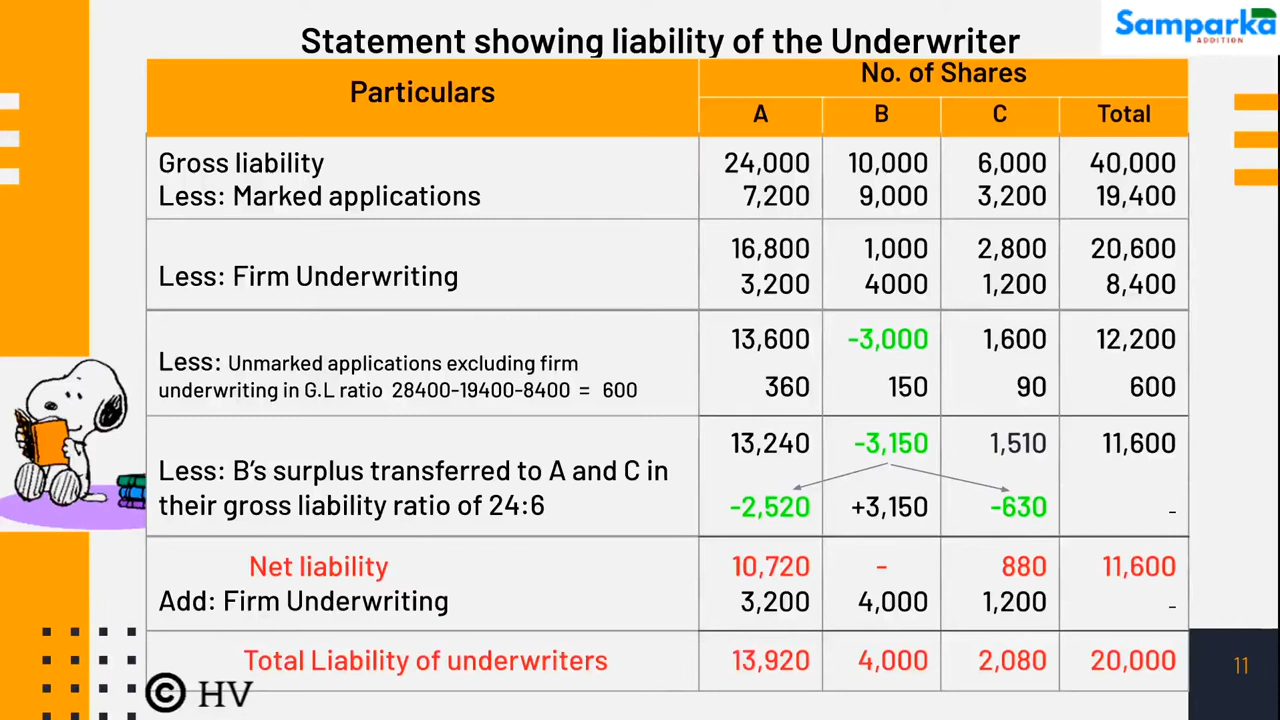 Statement showing liability of the Underwriter
Samparka
ADDITION
Particulars
No. of Shares
A B C Total
Gross liability 24,000 10,000 6,000 40,000
Less: Marked applications 7,200 9,000 3,200 19,400
16,800 1,000 2,800 20,600
Less: Firm Underwriting 3,200 4000 1,200 8,400
13,600 -3,000 1,600 12,200
Less: Unmarked applications excluding firm
underwriting in G.L ratio 28400-19400-8400 = 600 360 150 90 600
13,240 -3,150 1,510 11,600
Less: B’s surplus transferred to A and C in
their gross liability ratio of 24:6 -2,520 +3,150 -630 -
Net liability 10,720 - 880 11,600
Add: Firm Underwriting 3,200 4,000 1,200 -
Total Liability of underwriters 13,920 4,000 2,080 20,000
11
© HV